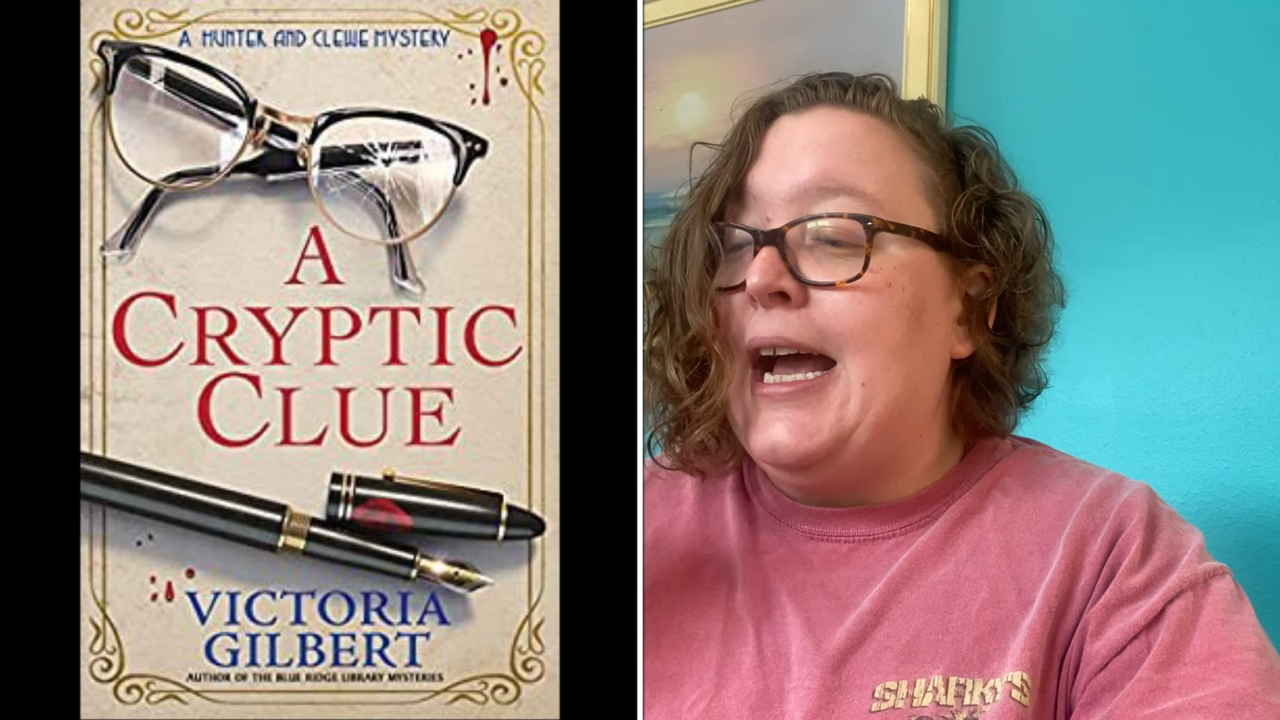 A HUNTER AND CLEWE MYSTERY
A
CRYPTIC
CLUE
VICTORIA
GILBERT
AUTHOR OF THE BLUE RIDGE LIBRARY MYSTERIES
SHARKY'S